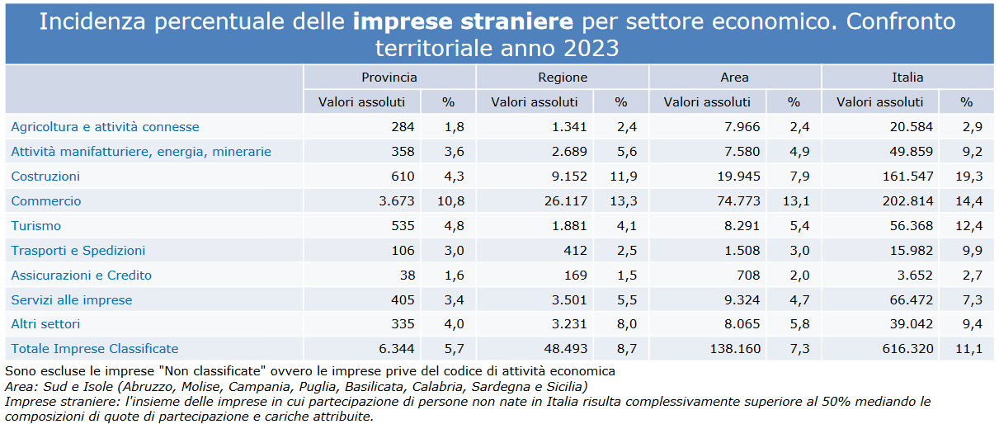 Incidenza percentuale delle imprese straniere per settore economico. Confronto
territoriale anno 2023
Provincia Regione Area Italia
Valori assoluti % Valori assoluti % Valori assoluti % Valori assoluti %
Agricoltura e attività connesse 284 1,8 1.341 2,4 7.966 2,4 20.584 2,9
Attività manifatturiere, energia, minerarie 358 3,6 2.689 5,6 7.580 4,9 49.859 9,2
Costruzioni 610 4,3 9.152 11,9 19.945 7,9 161.547 19,3
Commercio 3.673 10,8 26.117 13,3 74.773 13,1 202.814 14,4
Turismo 535 4,8 1.881 4,1 8.291 5,4 56.368 12,4
Trasporti e Spedizioni 106 3,0 412 2,5 1.508 3,0 15.982 9,9
Assicurazioni e Credito 38 1,6 169 1,5 708 2,0 3.652 2,7
Servizi alle imprese 405 3,4 3.501 5,5 9.324 4,7 66.472 7,3
Altri settori 335 4,0 3.231 8,0 8.065 5,8 39.042 9,4
Totale Imprese Classificate 6.344 5,7 48.493 8,7 138.160 7,3 616.320 11,1
Sono escluse le imprese "Non classificate" ovvero le imprese prive del codice di attività economica
Area: Sud e Isole (Abruzzo, Molise, Campania, Puglia, Basilicata, Calabria, Sardegna e Sicilia)
Imprese straniere: l'insieme delle imprese in cui partecipazione di persone non nate in Italia risulta complessivamente superiore al 50% mediando le
composizioni di quote di partecipazione e cariche attribuite.